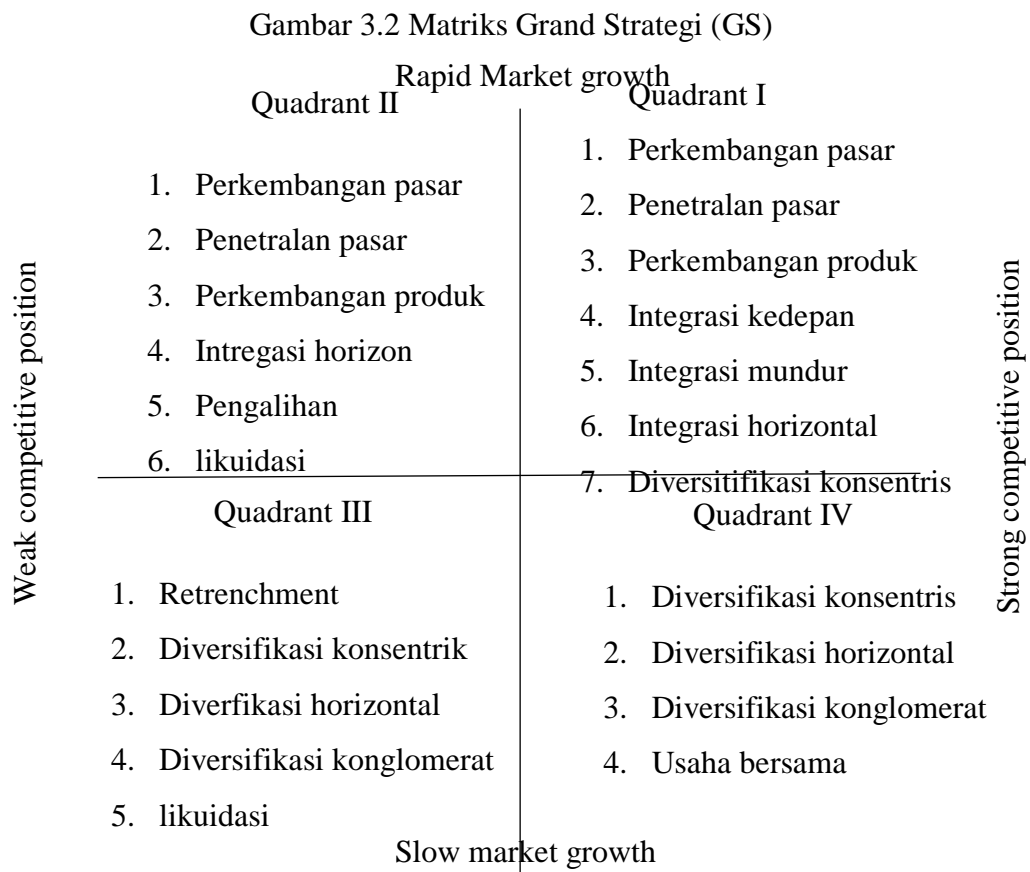 Gambar 3.2 Matriks Grand Strategi (GS)
Rapid Market growth
Quadrant II
1. Perkembangan pasar
2. Penetralan pasar
3. Perkembangan produk
4. Intregasi horizon
5. Pengalihan
6. likuidasi
Quadrant I
1. Perkembangan pasar
2. Penetralan pasar
3. Perkembangan produk
4. Integrasi kedepan
5. Integrasi mundur
6. Integrasi horizontal
7. Diversitifikasi konsentris
Weak competitive position
Strong competitive position
Quadrant III
1. Retrenchment
2. Diversifikasi konsentrik
3. Diverfikasi horizontal
4. Diversifikasi konglomerat
5. likuidasi
Quadrant IV
1. Diversifikasi konsentris
2. Diversifikasi horizontal
3. Diversifikasi konglomerat
4. Usaha bersama
Slow market growth